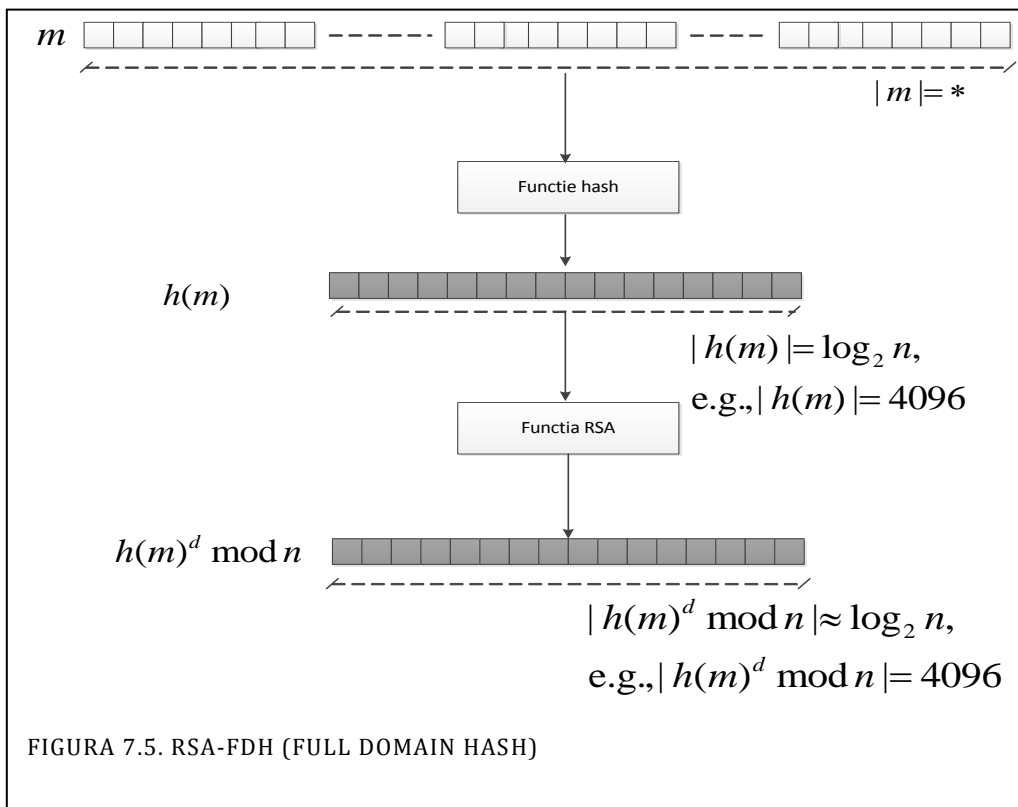 m
|m|= *
Functie hash
h(m)
|h(m)|= log₂ n,
e.g.,|h(m)|= 4096
Functia RSA
h(m)ᵈ mod n
|h(m)ᵈ mod n|≈ log₂ n,
e.g.,|h(m)ᵈ mod n|= 4096
FIGURA 7.5. RSA-FDH (FULL DOMAIN HASH)